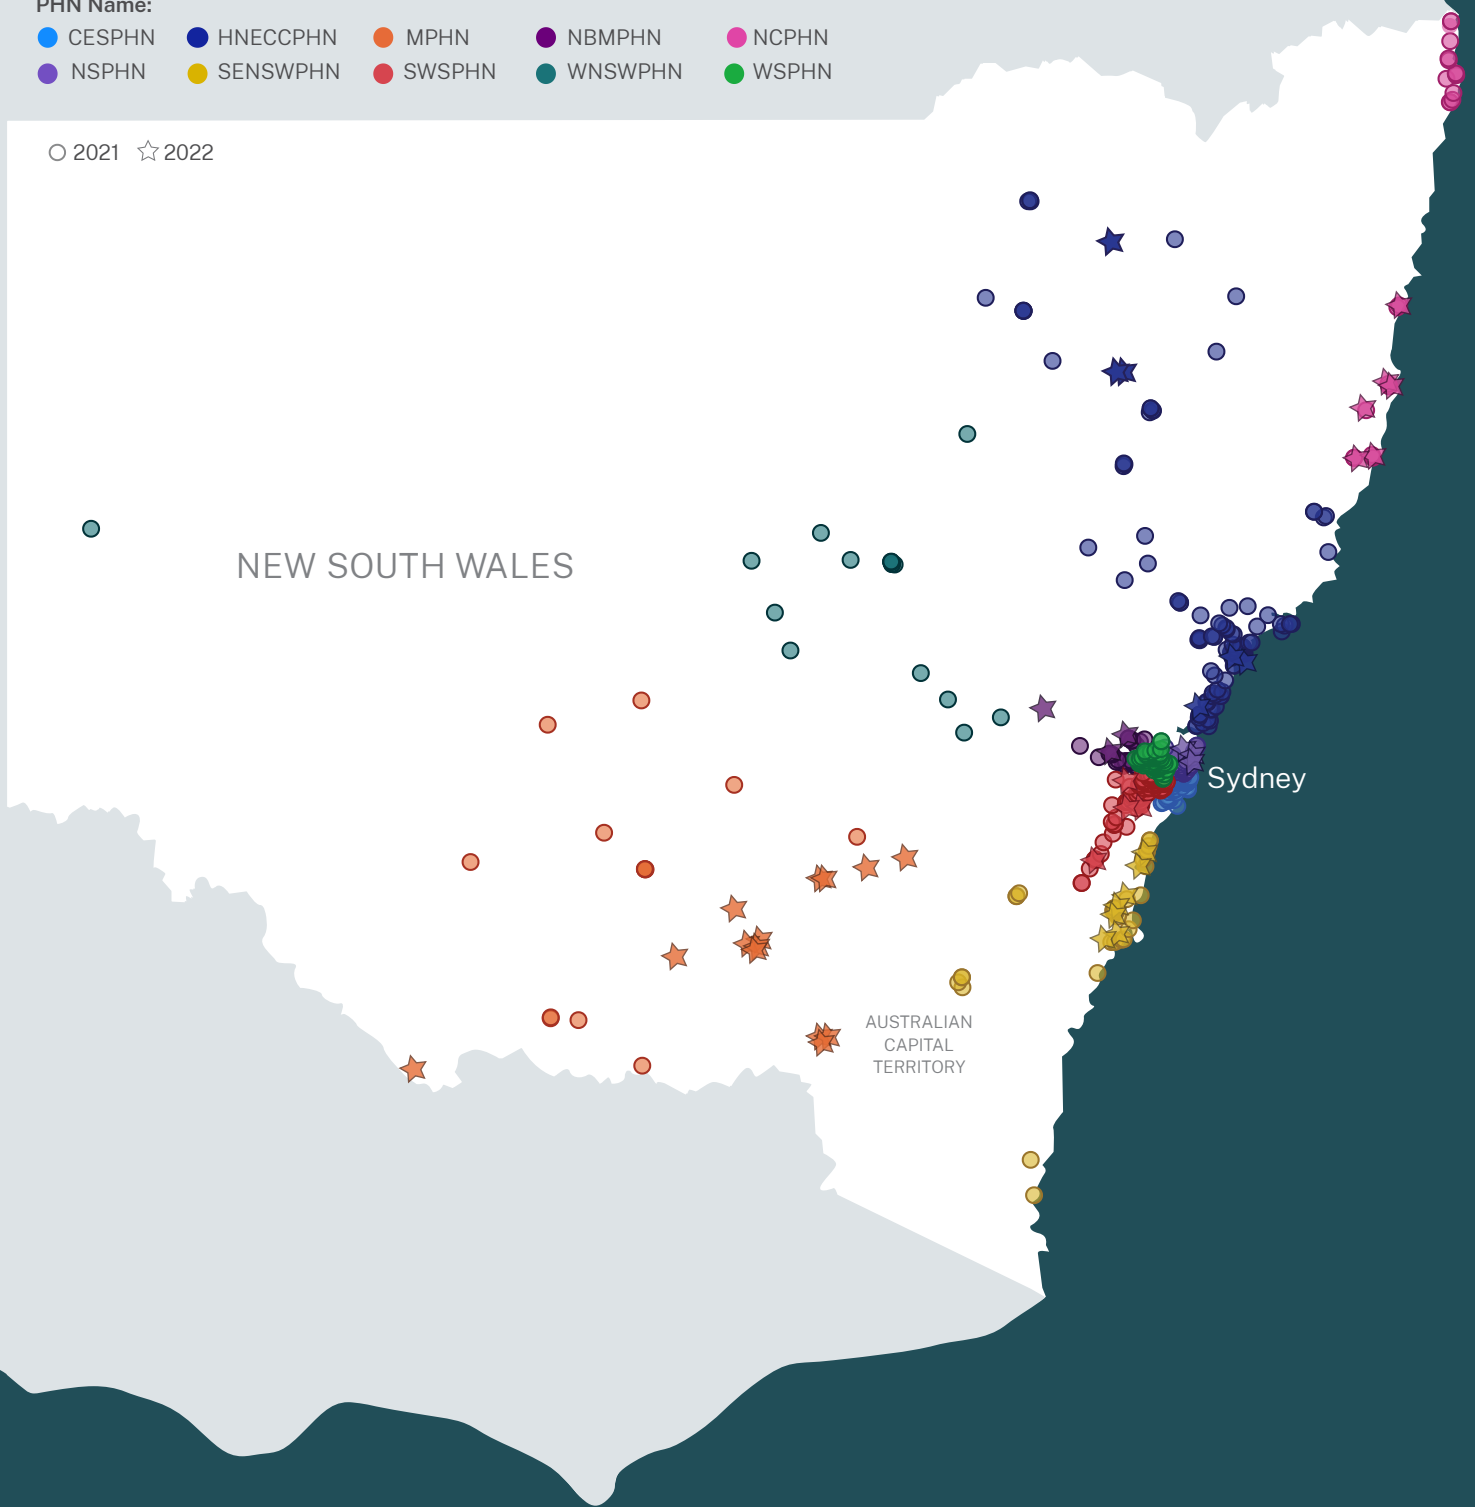 PHN Name:
CESPHN HNECCPHN MPHN NBMPHN NCPHN
NSPHN SENSWPHN SWSPHN WNSWPHN WSPHN
2021 2022
NEW SOUTH WALES
Sydney
AUSTRALIAN
CAPITAL
TERRITORY